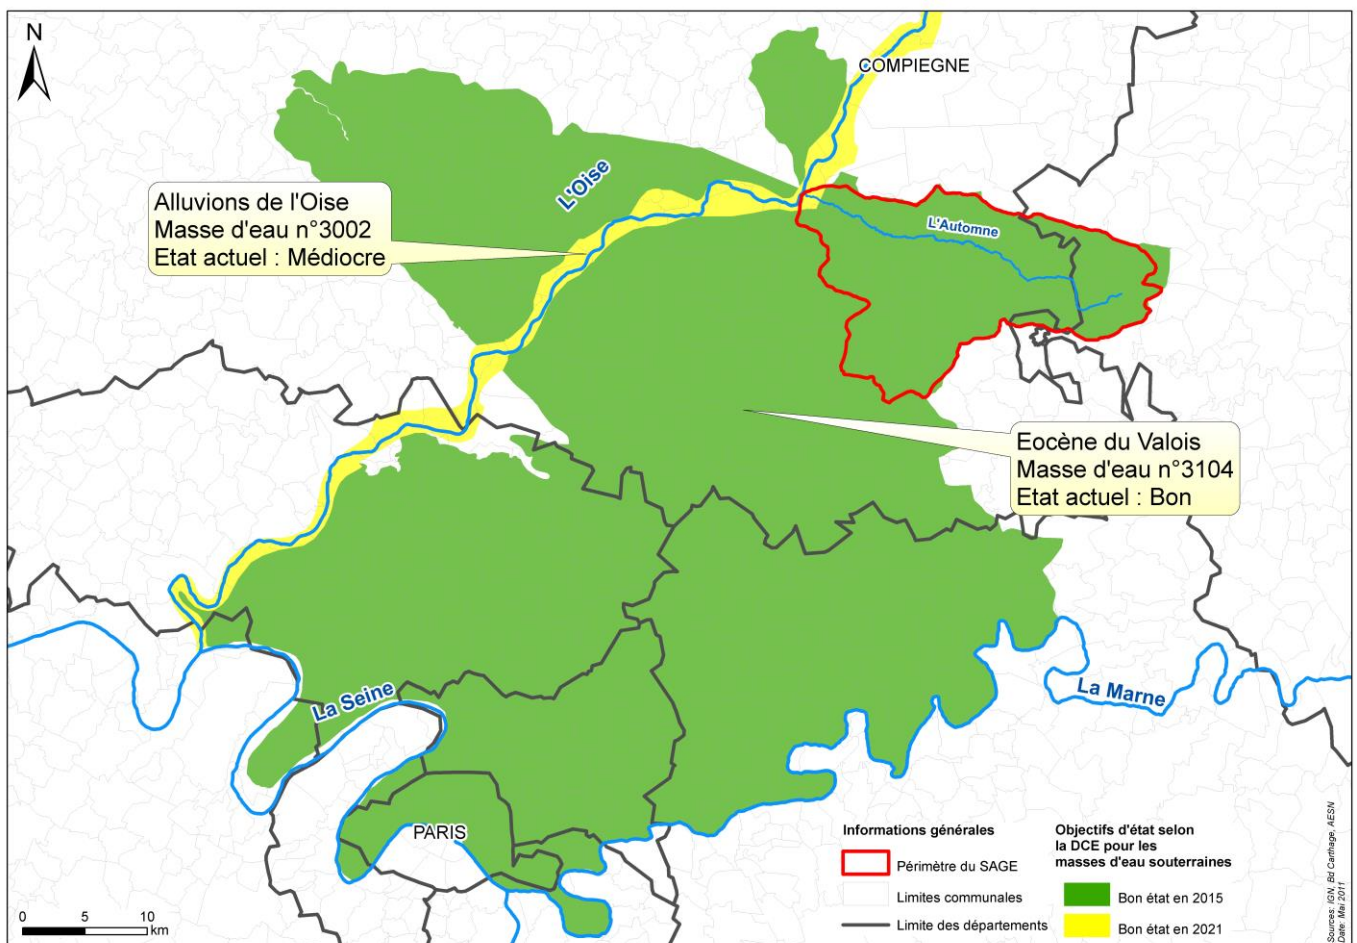 N
COMPIEGNE
L'Oise
Alluvions de l'Oise
Masse d'eau n°3002
Etat actuel : Médiocre
L'Automne
Eocène du Valois
Masse d'eau n°3104
Etat actuel : Bon
La Seine
La Marne
PARIS
Informations générales
Périmètre du SAGE
Limites communales
Limite des départements
Objectifs d'état selon
la DCE pour les
masses d'eau souterraines
Bon état en 2015
Bon état en 2021
0 5 10
km
Sources: IGN, Bd Carthage, AESN
Date: Mai 2011